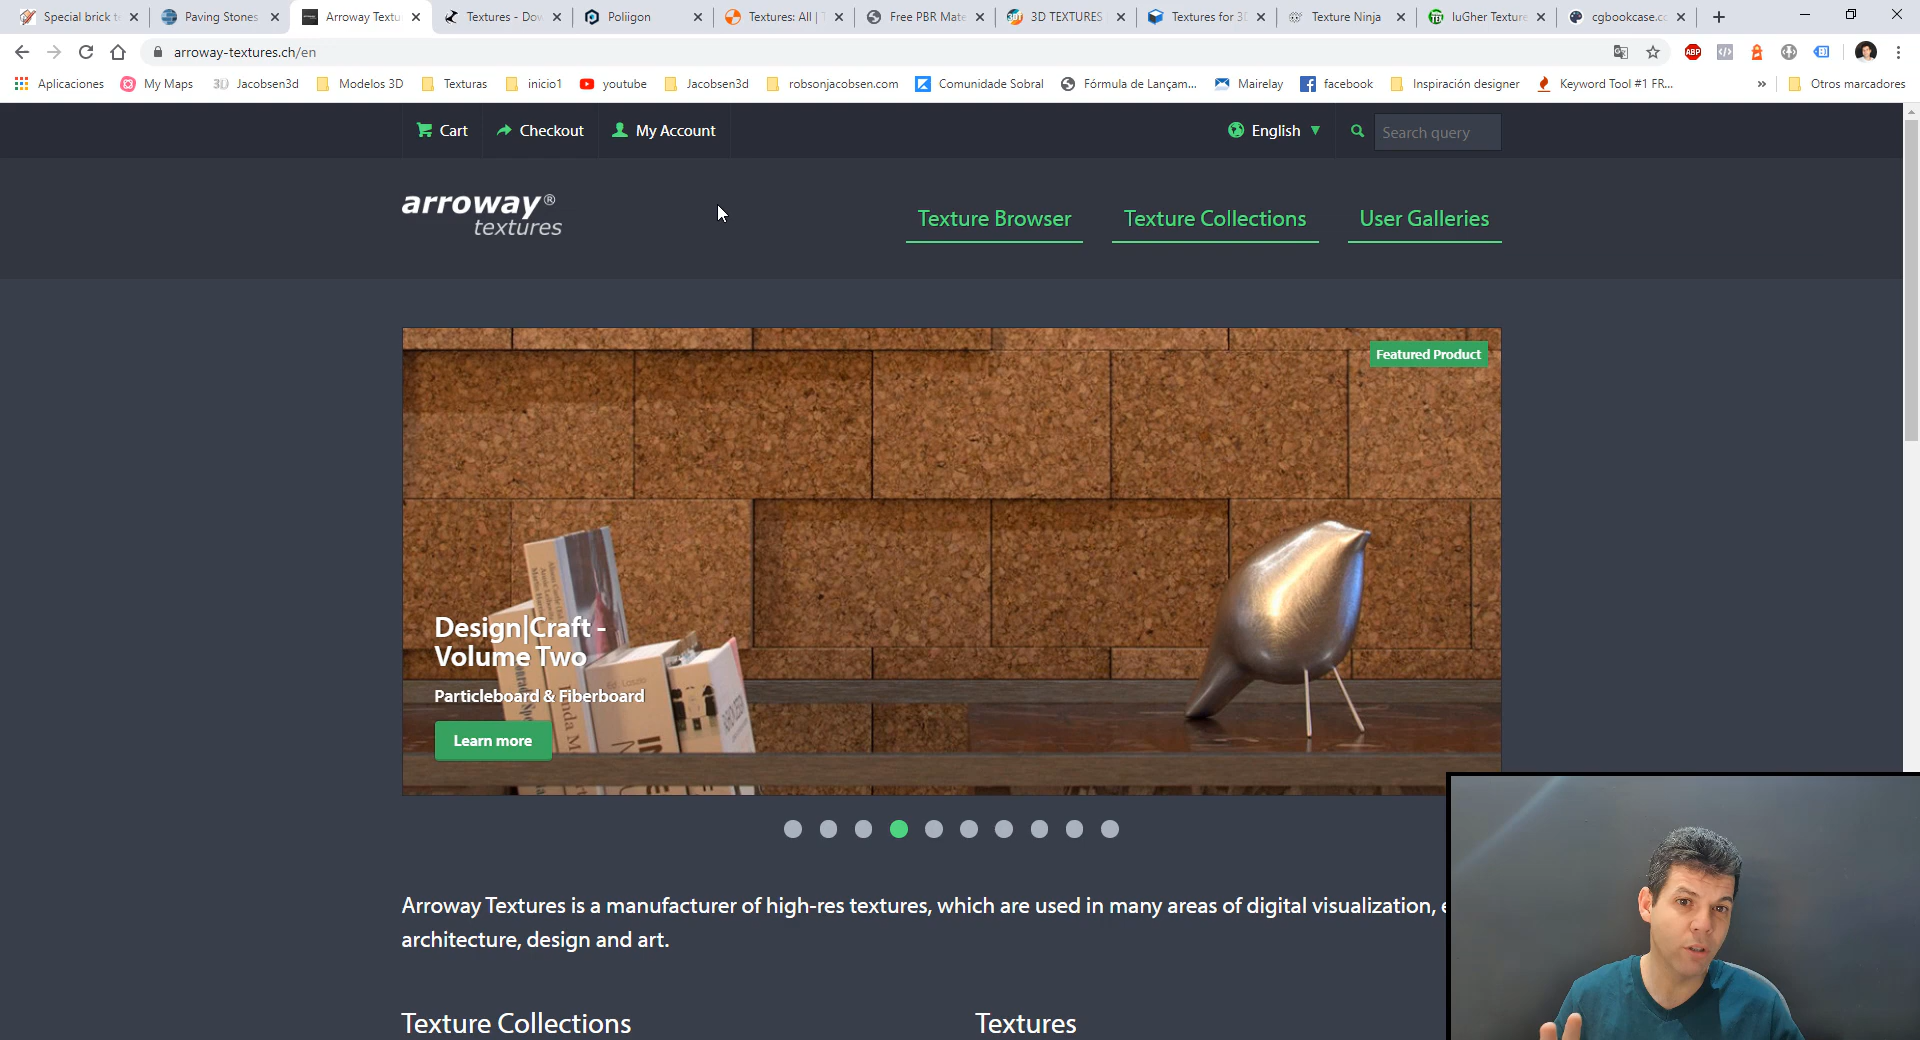 Special brick t
Paving Stones
Arroway Textu
Textures - Dow
Poliigon
Textures: All | T
Free PBR Mate
3D TEXTURES
Textures for 3D
Texture Ninja
luGher Texture
cgbookcase.co
arroway-textures.ch/en
ABP
Aplicaciones
My Maps
Jacobsen3d
Modelos 3D
Texturas
inicio1
youtube
Jacobsen3d
robsonjacobsen.com
Comunidade Sobral
Fórmula de Lançam...
Mairelay
facebook
Inspiración designer
Keyword Tool #1 FR...
»
Otros marcadores
Cart
Checkout
My Account
English
Search query
arroway®
textures
Texture Browser
Texture Collections
User Galleries
Featured Product
Design|Craft -
Volume Two
Particleboard & Fiberboard
Learn more
Arroway Textures is a manufacturer of high-res textures, which are used in many areas of digital visualization,
architecture, design and art.
Texture Collections
Textures